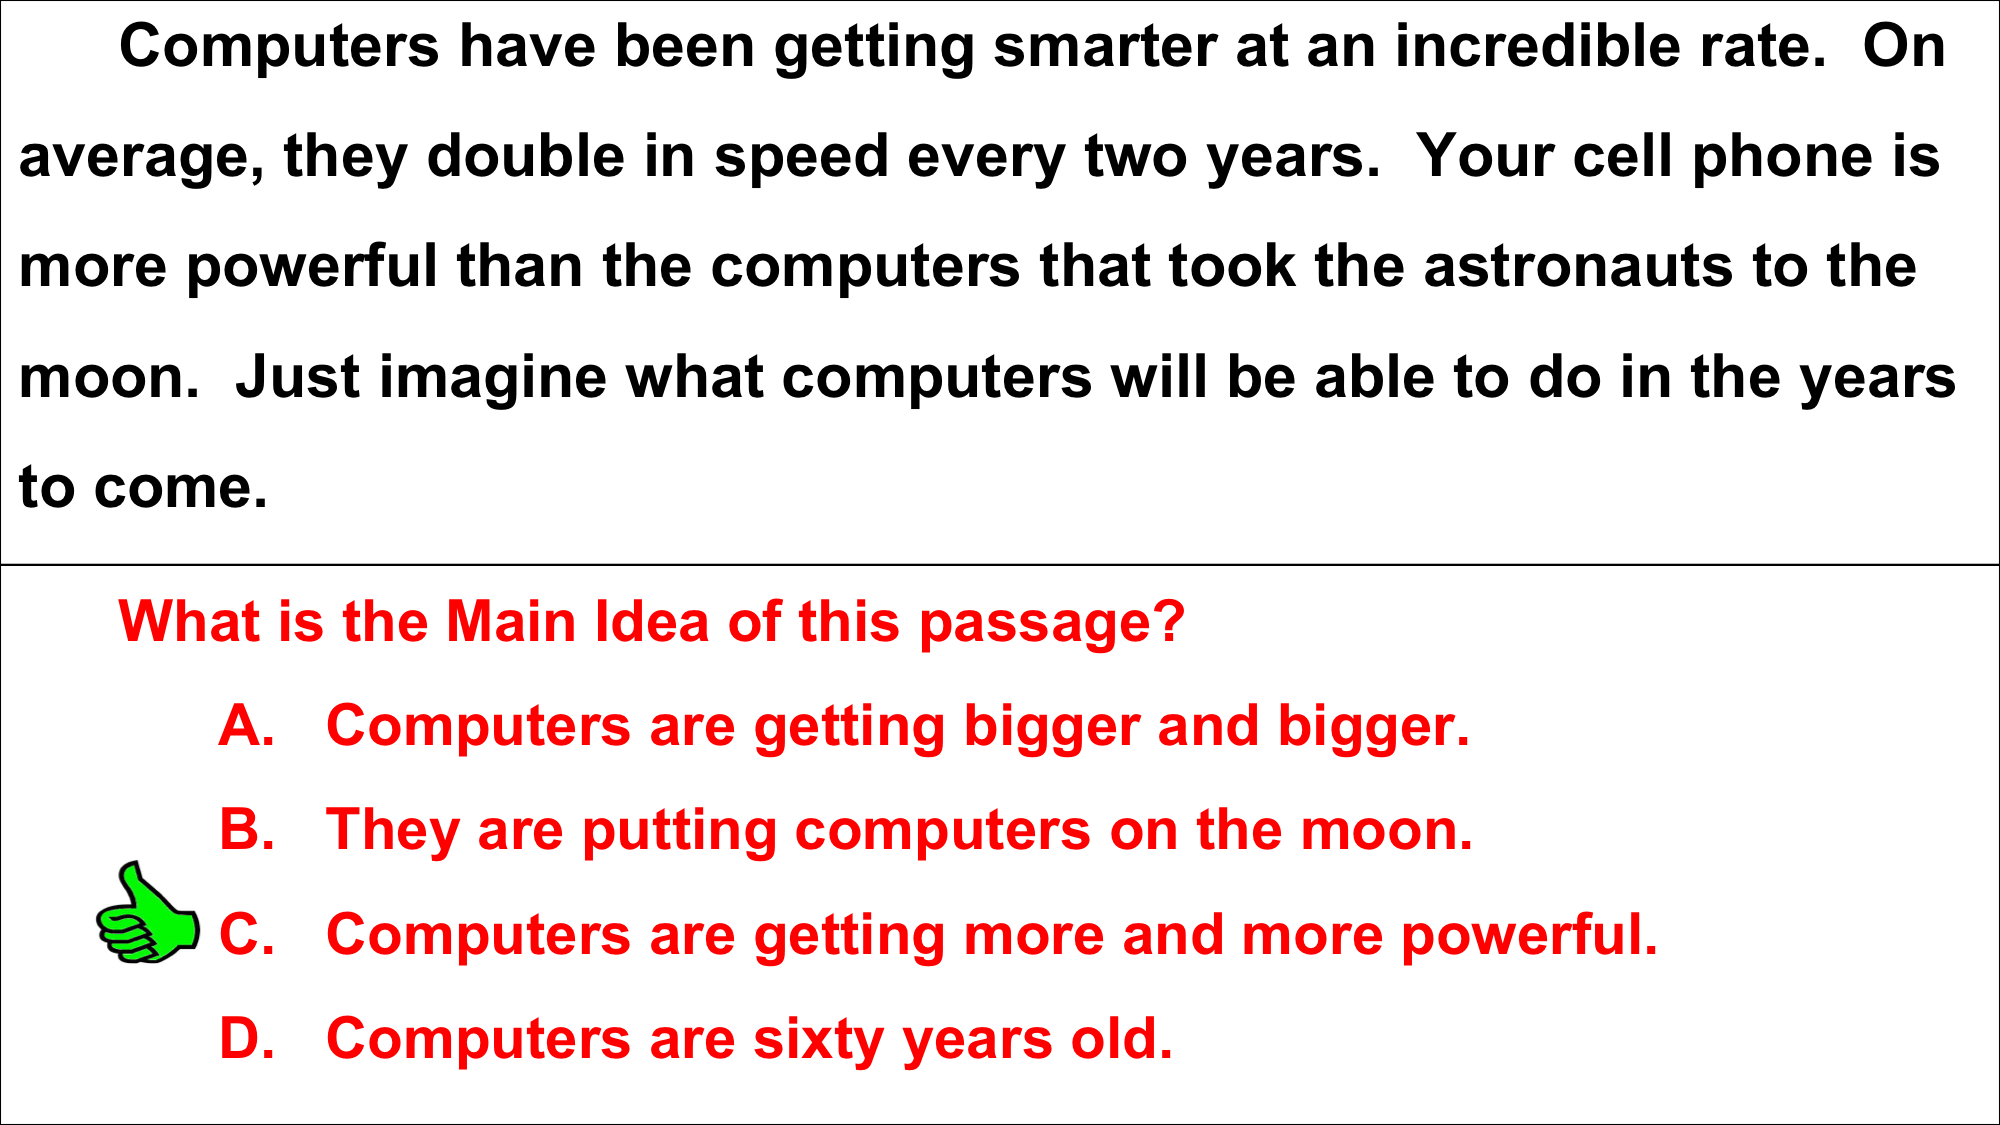 Computers have been getting smarter at an incredible rate.  On
average, they double in speed every two years.  Your cell phone is
more powerful than the computers that took the astronauts to the
moon.  Just imagine what computers will be able to do in the years
to come.
What is the Main Idea of this passage?
A.   Computers are getting bigger and bigger.
B.   They are putting computers on the moon.
C.   Computers are getting more and more powerful.
D.   Computers are sixty years old.